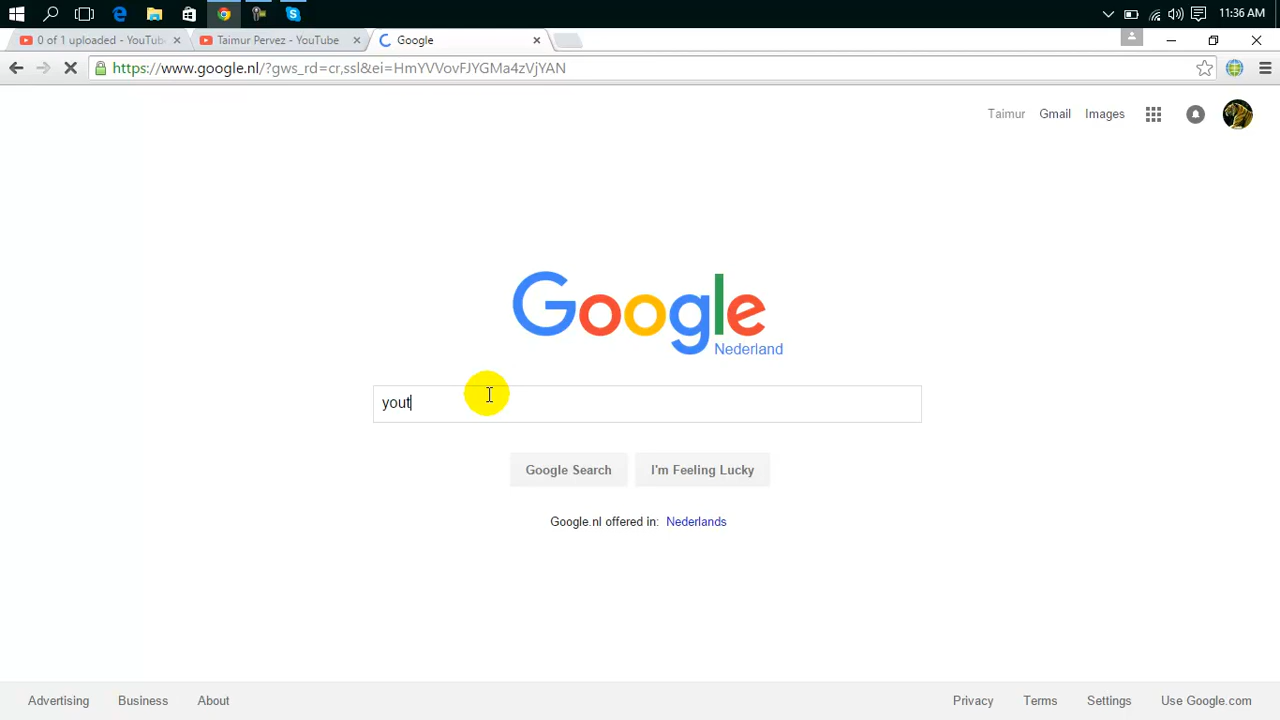 11:36 AM
0 of 1 uploaded - YouTub
Taimur Pervez - YouTube
Google
https://www.google.nl/?gws_rd=cr,ssl&ei=HmYVVovFJYGMa4zVjYAN
Taimur Gmail Images
Google
Nederland
yout
Google Search I'm Feeling Lucky
Google.nl offered in: Nederlands
Advertising Business About Privacy Terms Settings Use Google.com